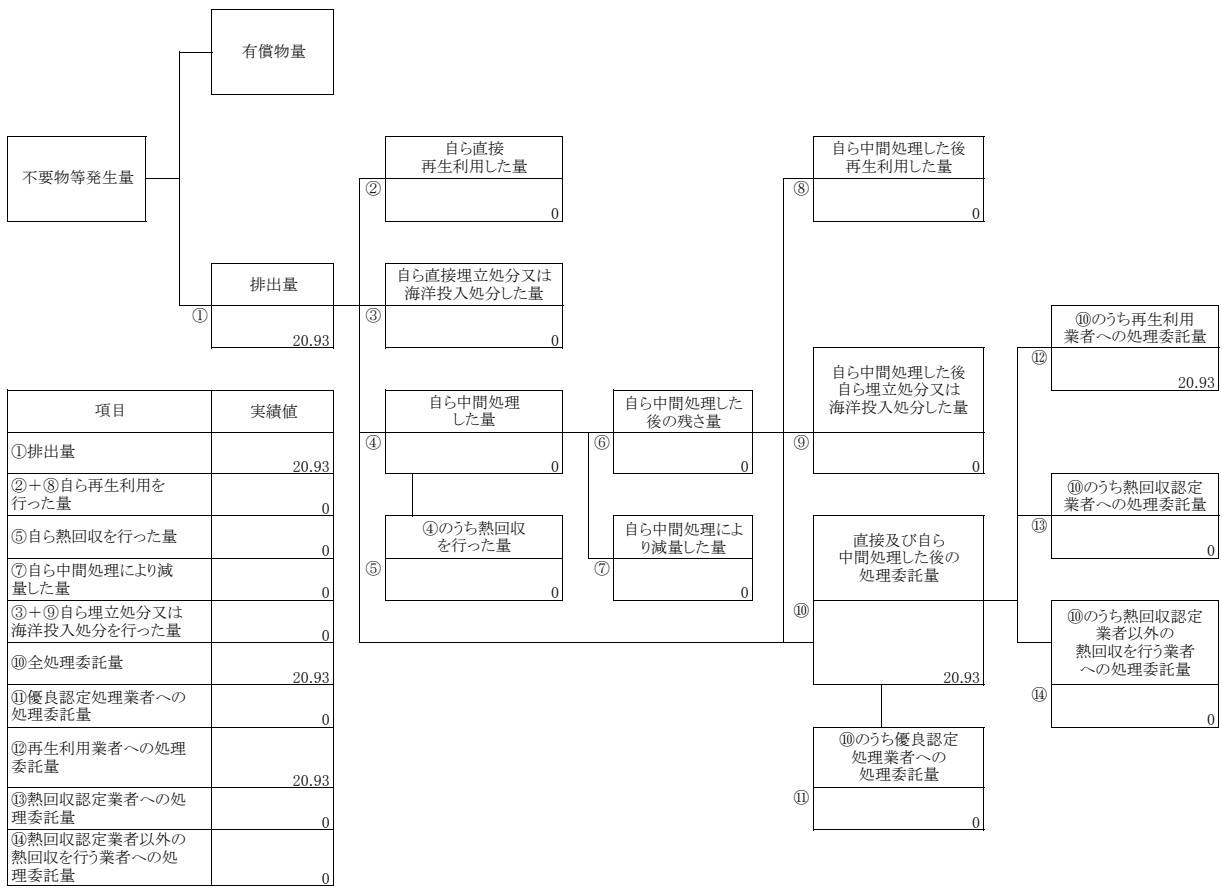 有償物量
不要物等発生量
自ら直接
再生利用した量
②
0
自ら中間処理した後
再生利用した量
⑧
0
排出量
①
20.93
自ら直接埋立処分又は
海洋投入処分した量
③
0
⑩のうち再生利用
業者への処理委託量
⑫
20.93
自ら中間処理
した量
④
0
自ら中間処理した
後の残さ量
⑥
0
自ら中間処理した後
自ら埋立処分又は
海洋投入処分した量
⑨
0
⑩のうち熱回収認定
業者への処理委託量
⑬
0
④のうち熱回収
を行った量
⑤
0
自ら中間処理によ
り減量した量
⑦
0
直接及び自ら
中間処理した後の
処理委託量
⑩
20.93
⑩のうち熱回収認定
業者以外の
熱回収を行う業者
への処理委託量
⑭
0
⑩のうち優良認定
処理業者への
処理委託量
⑪
0
項目 実績値
①排出量
20.93
②+⑧自ら再生利用を
行った量
0
⑤自ら熱回収を行った量
0
⑦自ら中間処理により減
量した量
0
③+⑨自ら埋立処分又は
海洋投入処分を行った量
0
⑩全処理委託量
20.93
⑪優良認定処理業者への
処理委託量
0
⑫再生利用業者への処理
委託量
20.93
⑬熱回収認定業者への処
理委託量
0
⑭熱回収認定業者以外の
熱回収を行う業者への処
理委託量
0